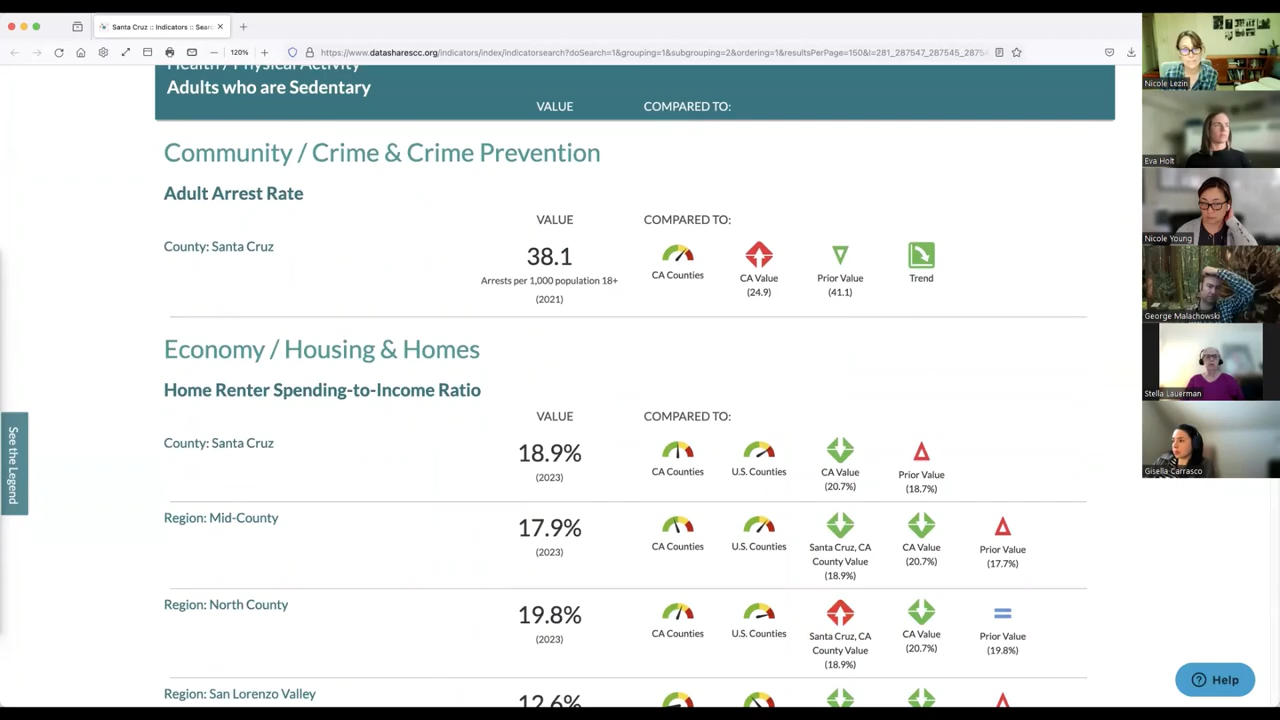 Santa Cruz :: Indicators :: Sear
120%
https://www.datasharescc.org/indicators/index/indicatorsearch?doSearch=1&grouping=1&subgrouping=2&ordering=1&resultsPerPage=150&l=281_287547_287545_2875
Health / Physical Activity
Adults who are Sedentary
VALUE COMPARED TO:
Community / Crime & Crime Prevention
Adult Arrest Rate
VALUE COMPARED TO:
County: Santa Cruz
38.1
Arrests per 1,000 population 18+
(2021)
CA Counties
CA Value
(24.9)
Prior Value
(41.1)
Trend
Economy / Housing & Homes
Home Renter Spending-to-Income Ratio
VALUE COMPARED TO:
County: Santa Cruz
18.9%
(2023)
CA Counties
U.S. Counties
CA Value
(20.7%)
Prior Value
(18.7%)
Region: Mid-County
17.9%
(2023)
CA Counties
U.S. Counties
Santa Cruz, CA
County Value
(18.9%)
CA Value
(20.7%)
Prior Value
(17.7%)
Region: North County
19.8%
(2023)
CA Counties
U.S. Counties
Santa Cruz, CA
County Value
(18.9%)
CA Value
(20.7%)
Prior Value
(19.8%)
Region: San Lorenzo Valley
12.6%
See the Legend
Help
Nicole Lezin
Eva Holt
Nicole Young
George Malachowski
Stella Lauerman
Gisella Carrasco